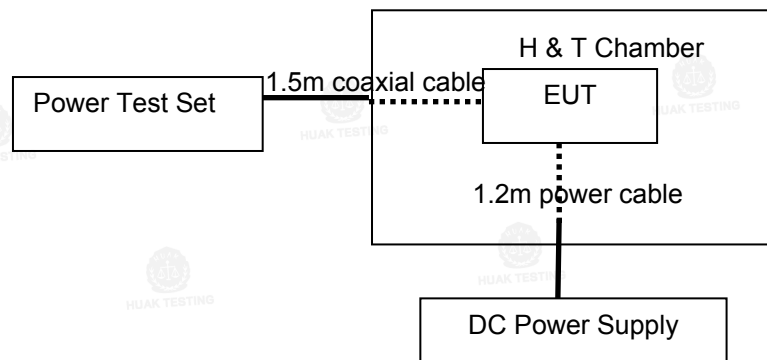 H & T Chamber
1.5m coaxial cable
Power Test Set
EUT
HUAK TESTING
HUAK TESTING
TESTING
1.2m power cable
HUAK TESTING
HUAK TESTING
DC Power Supply